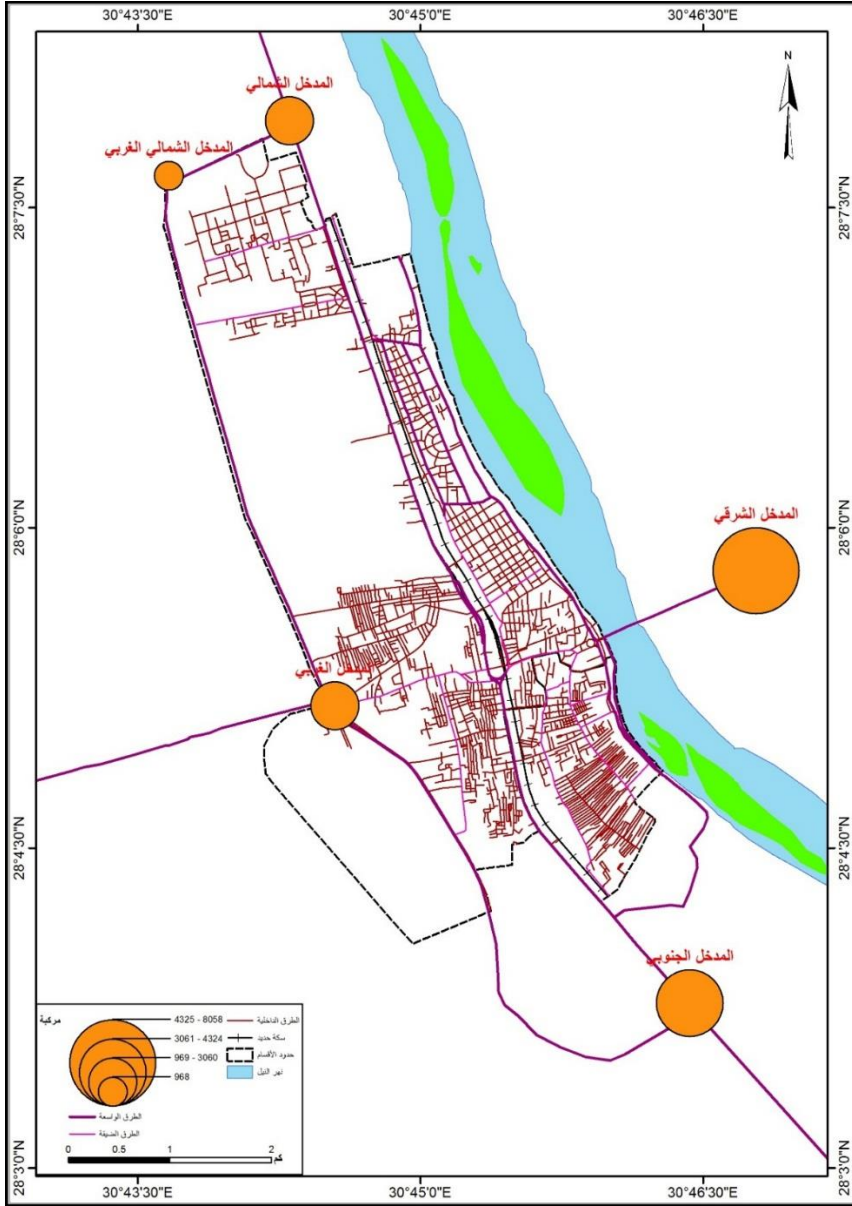 30°43'30"E
30°45'0"E
30°46'30"E
N
المدخل الشمالي
المدخل الشمالي الغربي
28°7'30"N
28°7'30"N
المدخل الشرقي
28°6'0"N
28°6'0"N
المدخل الغربي
28°4'30"N
28°4'30"N
المدخل الجنوبي
مركبة
4325 - 8058
3061 - 4324
969 - 3060
968
الطرق الداخلية
سكة حديد
حدود الأقسام
نهر النيل
الطرق الواسعة
الطرق الضيقة
0 0.5 1 2
كم
28°3'0"N
28°3'0"N
30°43'30"E
30°45'0"E
30°46'30"E